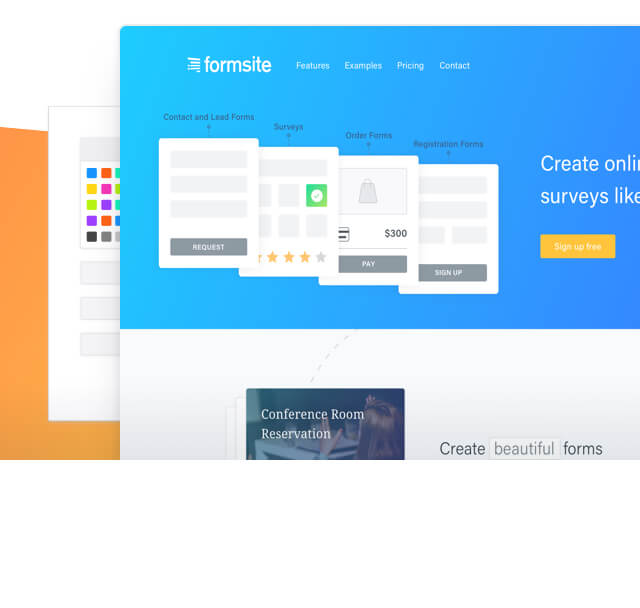 formsite
Features Examples Pricing Contact
Contact and Lead Forms
Surveys
Order Forms
Registration Forms
REQUEST
$300
PAY
SIGN UP
Create onli
surveys like
Sign up free
Conference Room
Reservation
Create beautiful forms